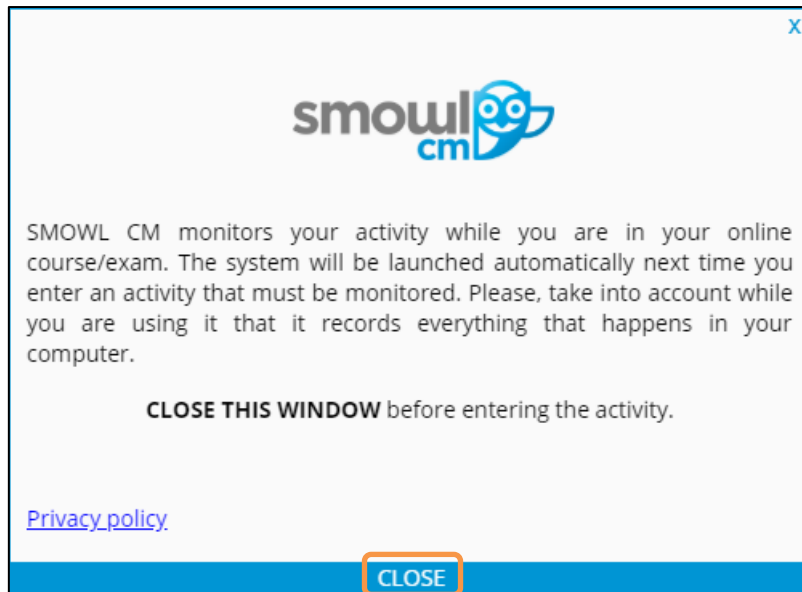 X
smowl
cm
SMOWL CM monitors your activity while you are in your online
course/exam. The system will be launched automatically next time you
enter an activity that must be monitored. Please, take into account while
you are using it that it records everything that happens in your
computer.
CLOSE THIS WINDOW before entering the activity.
Privacy policy
CLOSE